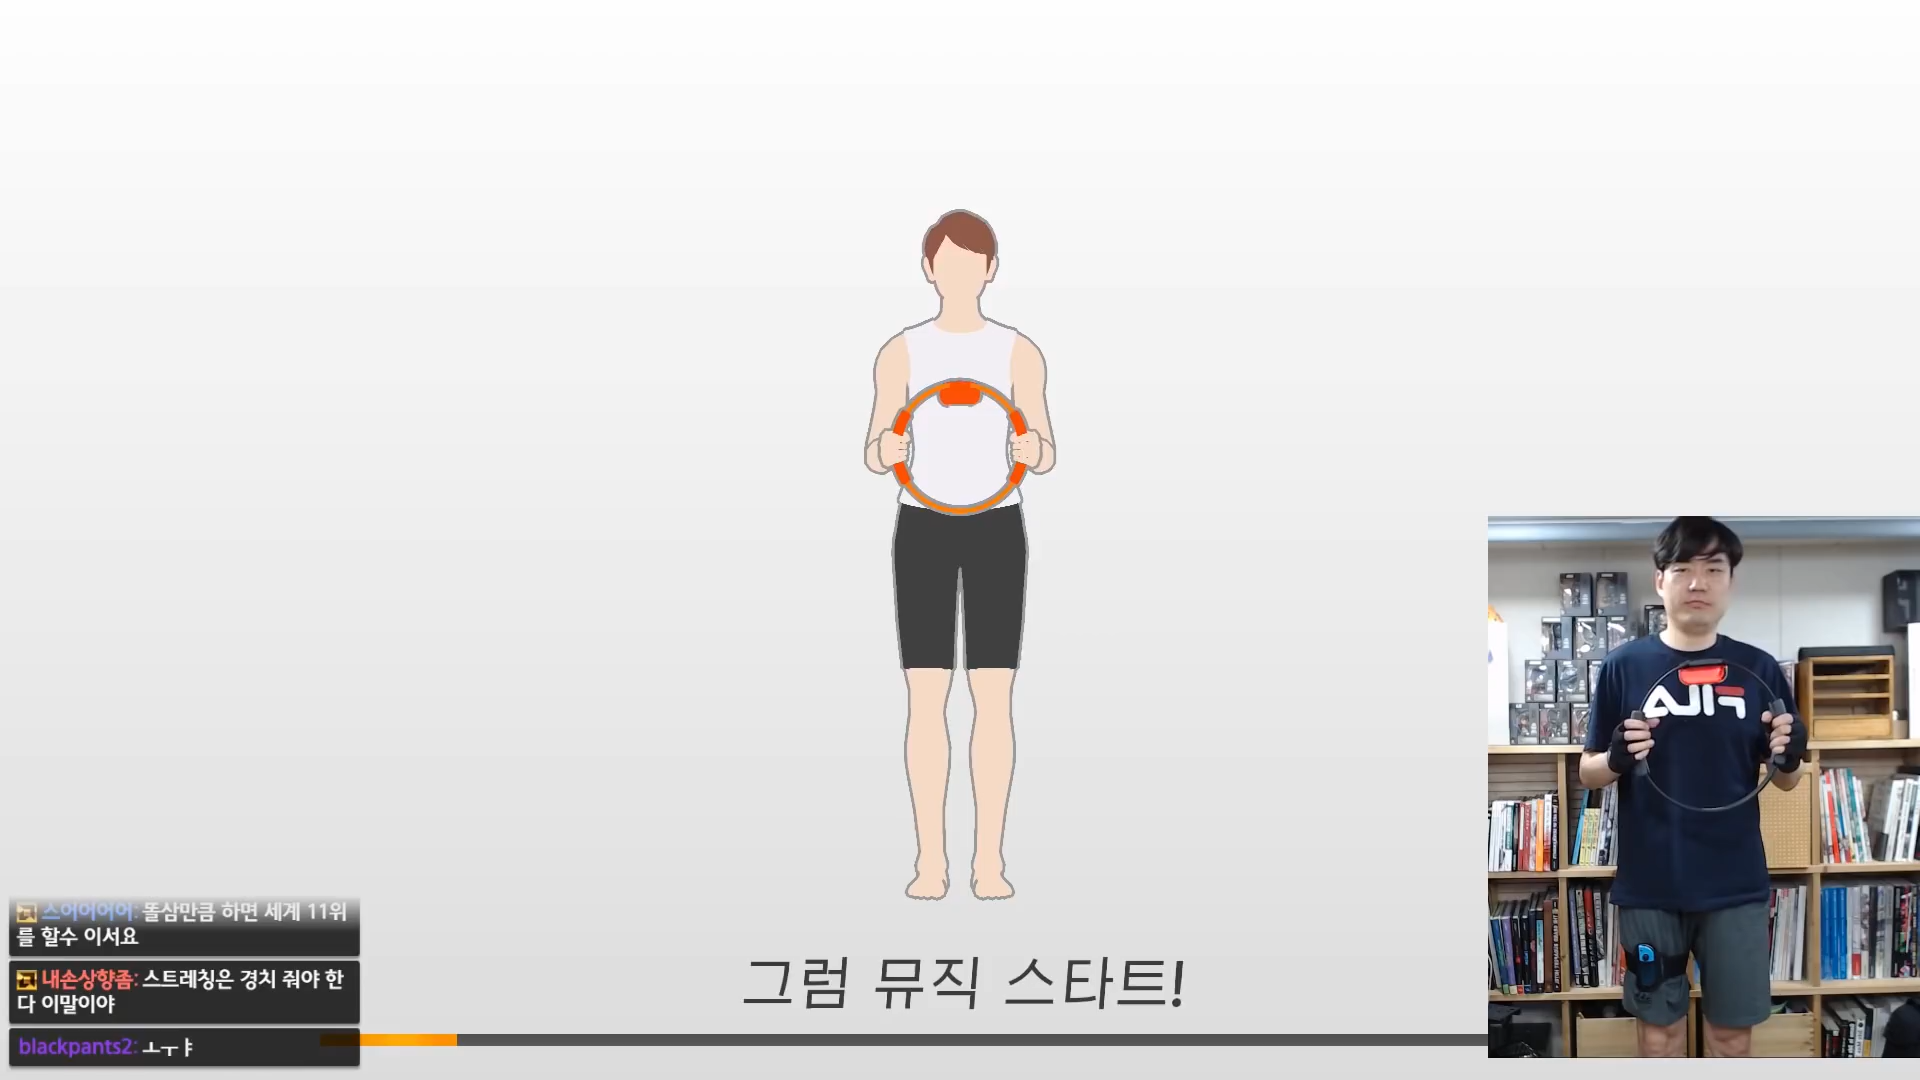 스어어어어: 똘삼만큼 하면 세계 11위
를 할수 이서요
내손상향좀: 스트레칭은 경치 줘야 한
다 이말이야
blackpants2: ㅗㅜㅑ
그럼 뮤직 스타트!
FILA